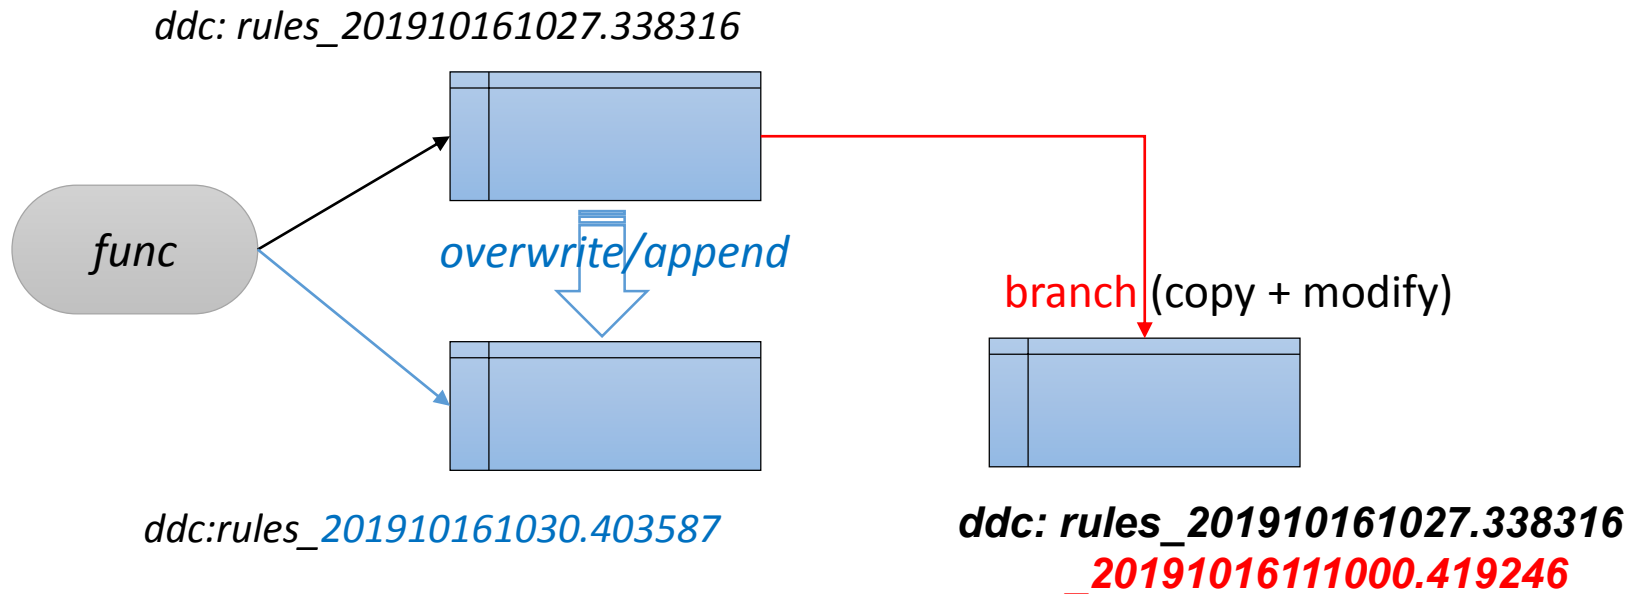 ddc: rules_201910161027.338316
func
overwrite/append
branch (copy + modify)
ddc:rules_201910161030.403587
ddc: rules_201910161027.338316
_20191016111000.419246